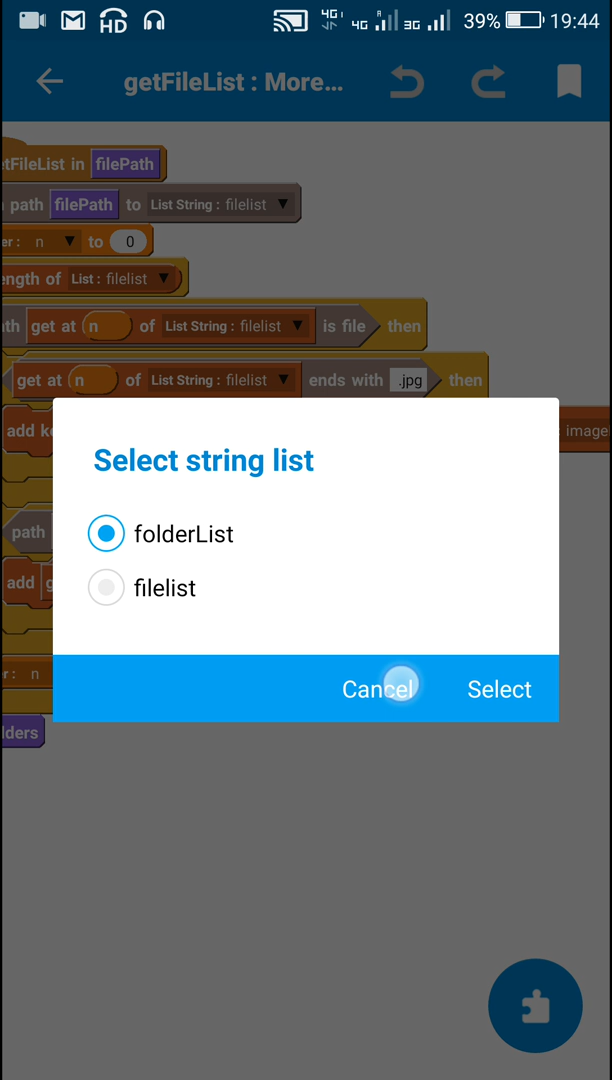 HD 4G 4G R 3G 39% 19:44
getFileList : More...
etFileList in filePath
path filePath to List String : filelist
er : n to 0
ength of List : filelist
th get at n of List String : filelist is file then
get at n of List String : filelist ends with .jpg then
add ke image
Select string list
folderList
path
filelist
add g
r : n
Cancel Select
lders